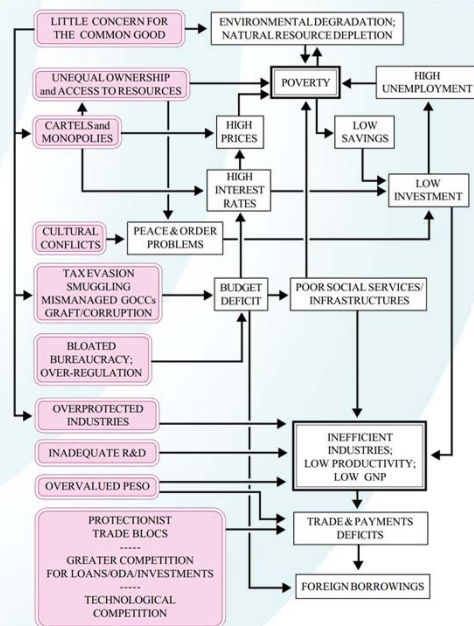 LITTLE CONCERN FOR
THE COMMON GOOD
ENVIRONMENTAL DEGRADATION;
NATURAL RESOURCE DEPLETION
UNEQUAL OWNERSHIP
and ACCESS TO RESOURCES
POVERTY
HIGH
UNEMPLOYMENT
CARTELS and
MONOPOLIES
HIGH
PRICES
LOW
SAVINGS
HIGH
INTEREST
RATES
LOW
INVESTMENT
CULTURAL
CONFLICTS
PEACE & ORDER
PROBLEMS
TAX EVASION
SMUGGLING
MISMANAGED GOCCs
GRAFT/CORRUPTION
BUDGET
DEFICIT
POOR SOCIAL SERVICES/
INFRASTRUCTURES
BLOATED
BUREAUCRACY;
OVER-REGULATION
OVERPROTECTED
INDUSTRIES
INADEQUATE R&D
INEFFICIENT
INDUSTRIES;
LOW PRODUCTIVITY;
LOW GNP
OVERVALUED PESO
PROTECTIONIST
TRADE BLOCS
-----
GREATER COMPETITION
FOR LOANS/ODA/INVESTMENTS
-----
TECHNOLOGICAL
COMPETITION
TRADE & PAYMENTS
DEFICITS
FOREIGN BORROWINGS